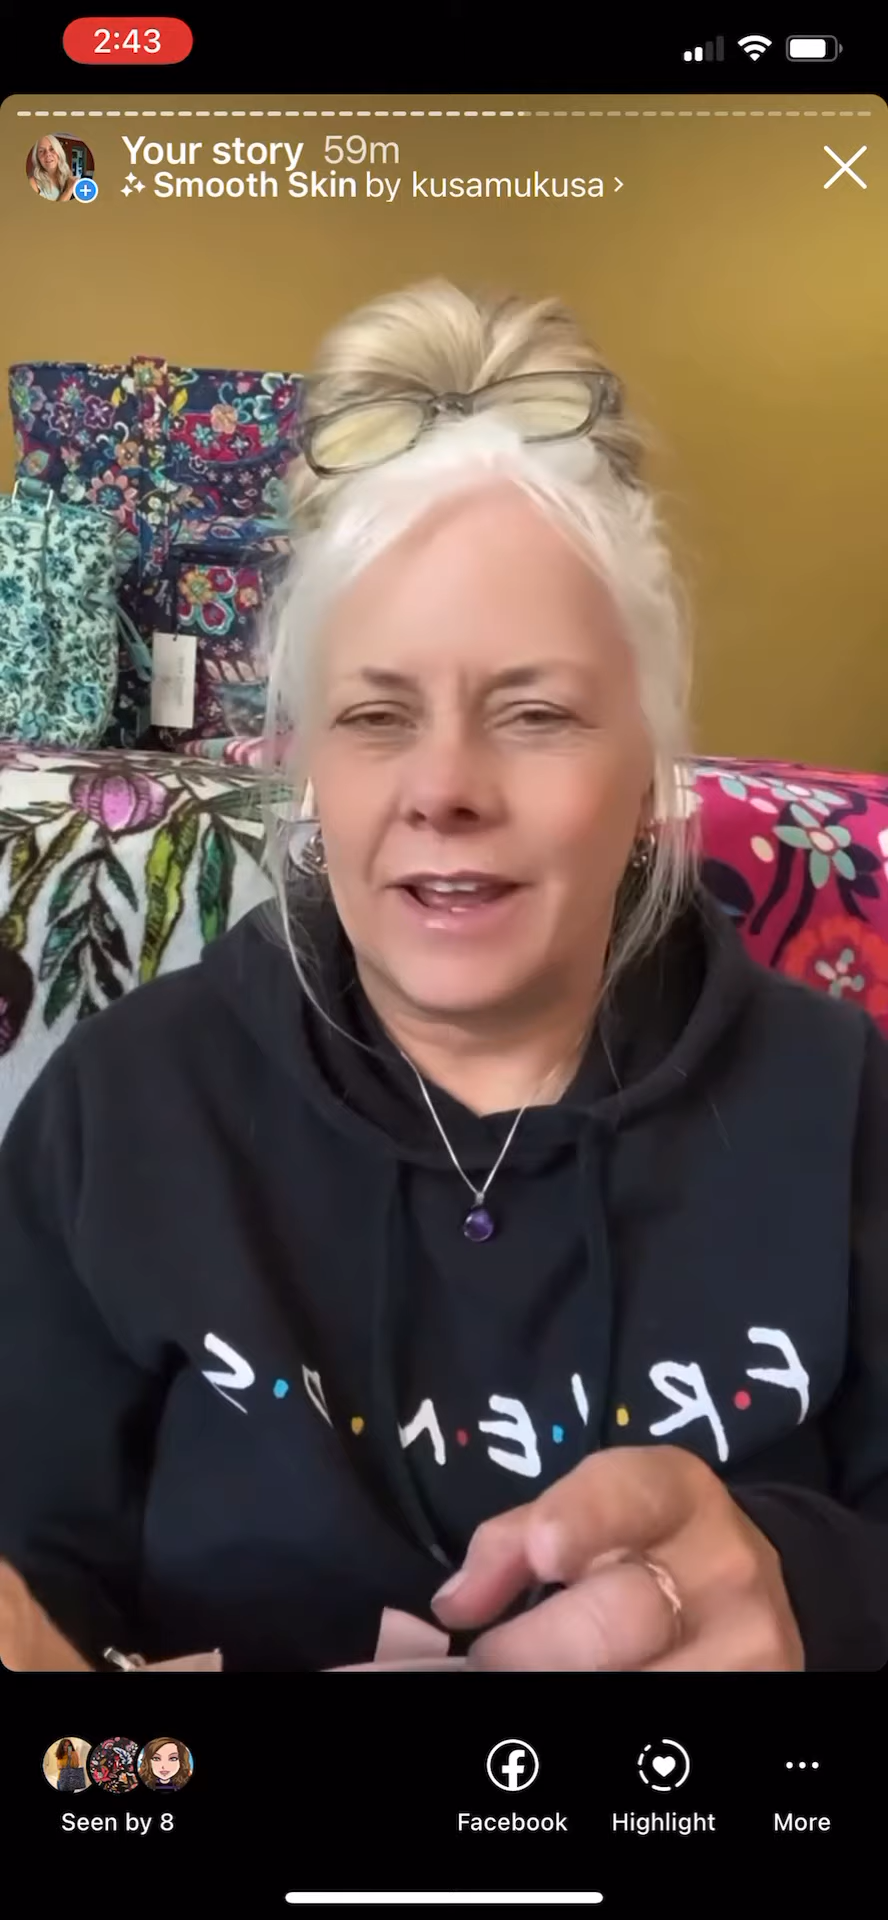 2:43
Your story 59m
Smooth Skin by kusamukusa >
F.R.I.E.N.D.S
Seen by 8
Facebook
Highlight
More